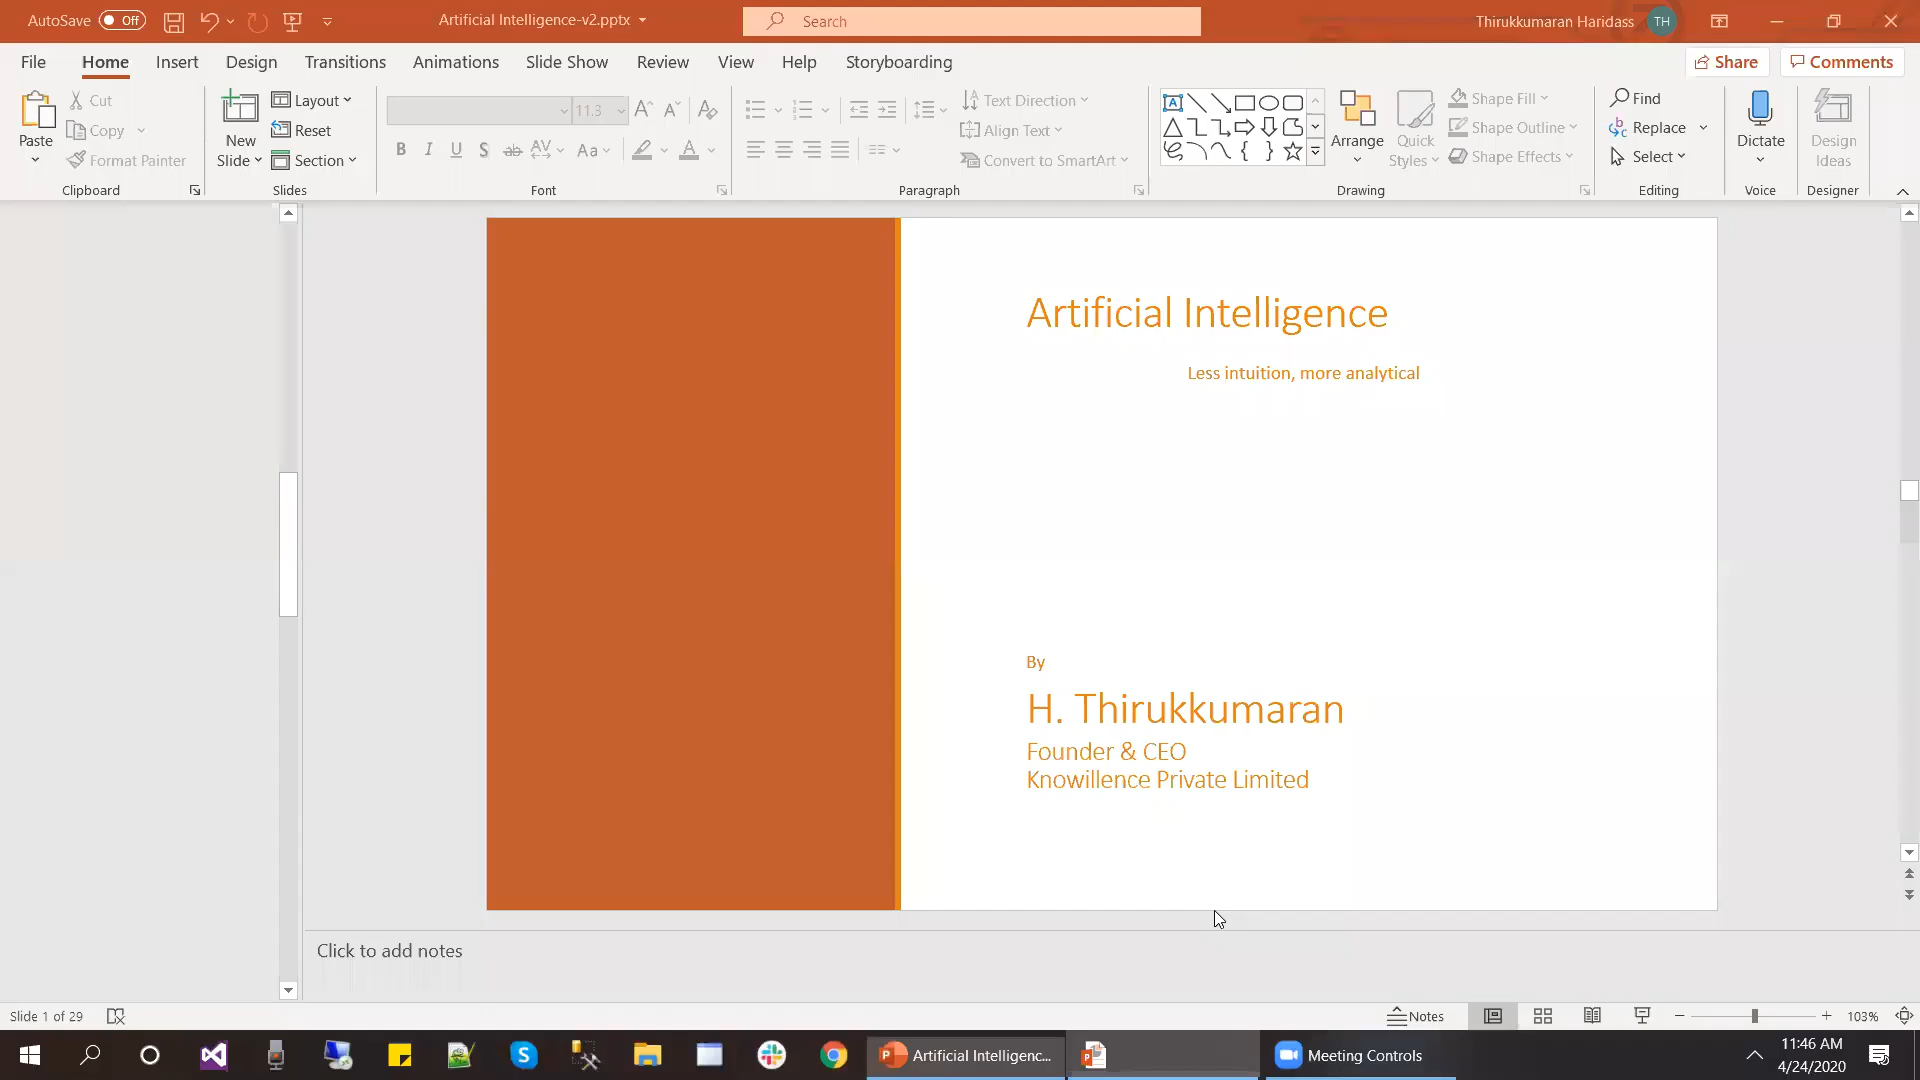 AutoSave Off
Artificial Intelligence-v2.pptx
Search
Thirukkumaran Haridass TH
File Home Insert Design Transitions Animations Slide Show Review View Help Storyboarding
Share Comments
Paste
Cut
Copy
Format Painter
Clipboard
New Slide
Layout
Reset
Section
Slides
11.3
B I U S ab AV Aa A
Font
Text Direction
Align Text
Convert to SmartArt
Paragraph
Arrange
Quick Styles
Shape Fill
Shape Outline
Shape Effects
Drawing
Find
Replace
Select
Editing
Dictate
Voice
Design Ideas
Designer
Artificial Intelligence
Less intuition, more analytical
By
H. Thirukkumaran
Founder & CEO
Knowillence Private Limited
Click to add notes
Slide 1 of 29
Notes
103%
Artificial Intelligenc...
Meeting Controls
11:46 AM
4/24/2020